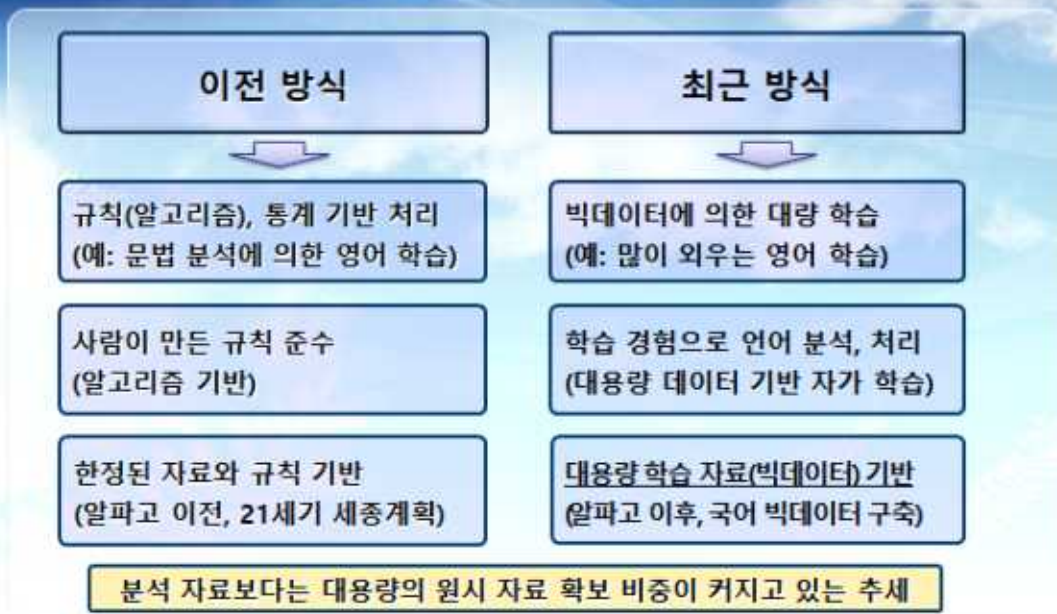 이전 방식
규칙(알고리즘), 통계 기반 처리
(예: 문법 분석에 의한 영어 학습)
사람이 만든 규칙 준수
(알고리즘 기반)
한정된 자료와 규칙 기반
(알파고 이전, 21세기 세종계획)
최근 방식
빅데이터에 의한 대량 학습
(예: 많이 외우는 영어 학습)
학습 경험으로 언어 분석, 처리
(대용량 데이터 기반 자가 학습)
대용량 학습 자료(빅데이터) 기반
(알파고 이후, 국어 빅데이터 구축)
분석 자료보다는 대용량의 원시 자료 확보 비중이 커지고 있는 추세